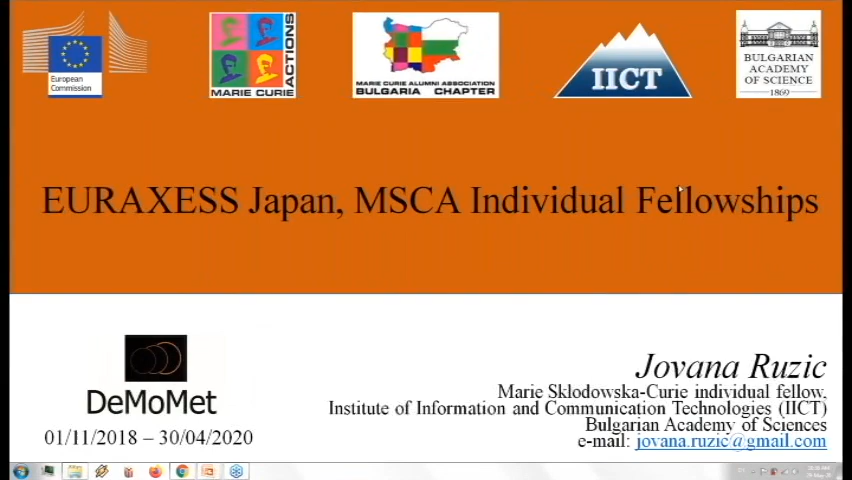 European
Commission
MARIE CURIE
ACTIONS
MARIE CURIE ALUMNI ASSOCIATION
BULGARIA CHAPTER
IICT
BULGARIAN
ACADEMY
OF SCIENCE
1869
EURAXESS Japan, MSCA Individual Fellowships
DeMoMet
01/11/2018 – 30/04/2020
Jovana Ruzic
Marie Sklodowska-Curie individual fellow,
Institute of Information and Communication Technologies (IICT)
Bulgarian Academy of Sciences
e-mail: jovana.ruzic@gmail.com